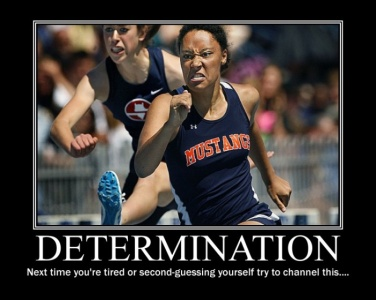 MUSTANGS
DETERMINATION
Next time you're tired or second-guessing yourself try to channel this....